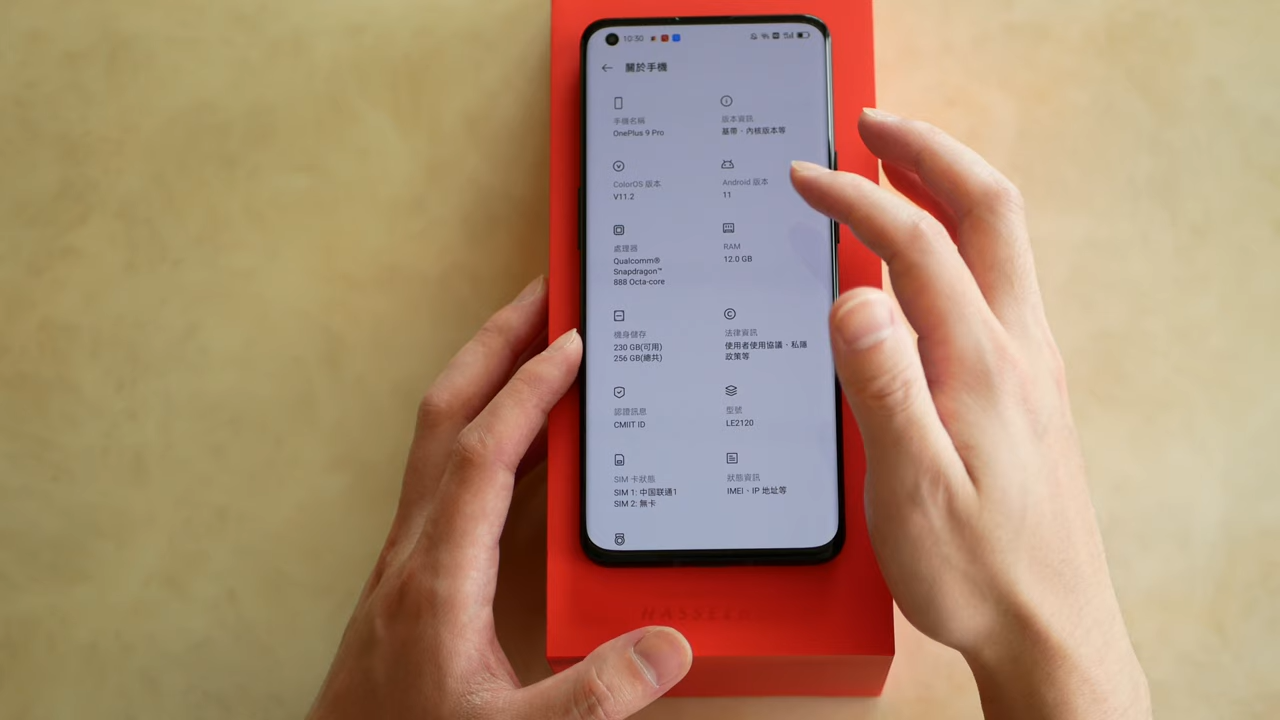 10:30
關於手機
手機名稱
OnePlus 9 Pro
版本資訊
基帶、內核版本等
ColorOS 版本
V11.2
Android 版本
11
處理器
Qualcomm®
Snapdragon™
888 Octa-core
RAM
12.0 GB
機身儲存
230 GB(可用)
256 GB(總共)
法律資訊
使用者使用協議、私隱
政策等
認證訊息
CMIIT ID
型號
LE2120
SIM 卡狀態
SIM 1: 中国联通1
SIM 2: 無卡
狀態資訊
IMEI、IP 地址等